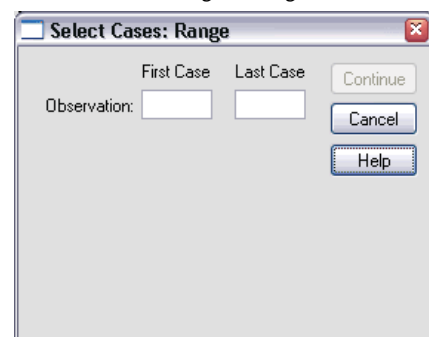 Select Cases: Range
First Case Last Case
Continue
Observation:
Cancel
Help